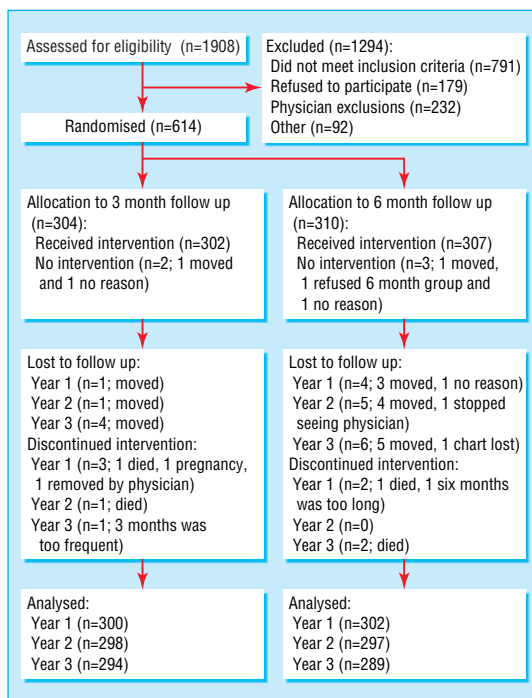 Assessed for eligibility (n=1908)
Excluded (n=1294):
Did not meet inclusion criteria (n=791)
Refused to participate (n=179)
Physician exclusions (n=232)
Other (n=92)
Randomised (n=614)
Allocation to 3 month follow up
(n=304):
Received intervention (n=302)
No intervention (n=2; 1 moved
and 1 no reason)
Allocation to 6 month follow up
(n=310):
Received intervention (n=307)
No intervention (n=3; 1 moved,
1 refused 6 month group and
1 no reason)
Lost to follow up:
Year 1 (n=1; moved)
Year 2 (n=1; moved)
Year 3 (n=4; moved)
Discontinued intervention:
Year 1 (n=3; 1 died, 1 pregnancy,
1 removed by physician)
Year 2 (n=1; died)
Year 3 (n=1; 3 months was
too frequent)
Lost to follow up:
Year 1 (n=4; 3 moved, 1 no reason)
Year 2 (n=5; 4 moved, 1 stopped
seeing physician)
Year 3 (n=6; 5 moved, 1 chart lost)
Discontinued intervention:
Year 1 (n=2; 1 died, 1 six months
was too long)
Year 2 (n=0)
Year 3 (n=2; died)
Analysed:
Year 1 (n=300)
Year 2 (n=298)
Year 3 (n=294)
Analysed:
Year 1 (n=302)
Year 2 (n=297)
Year 3 (n=289)